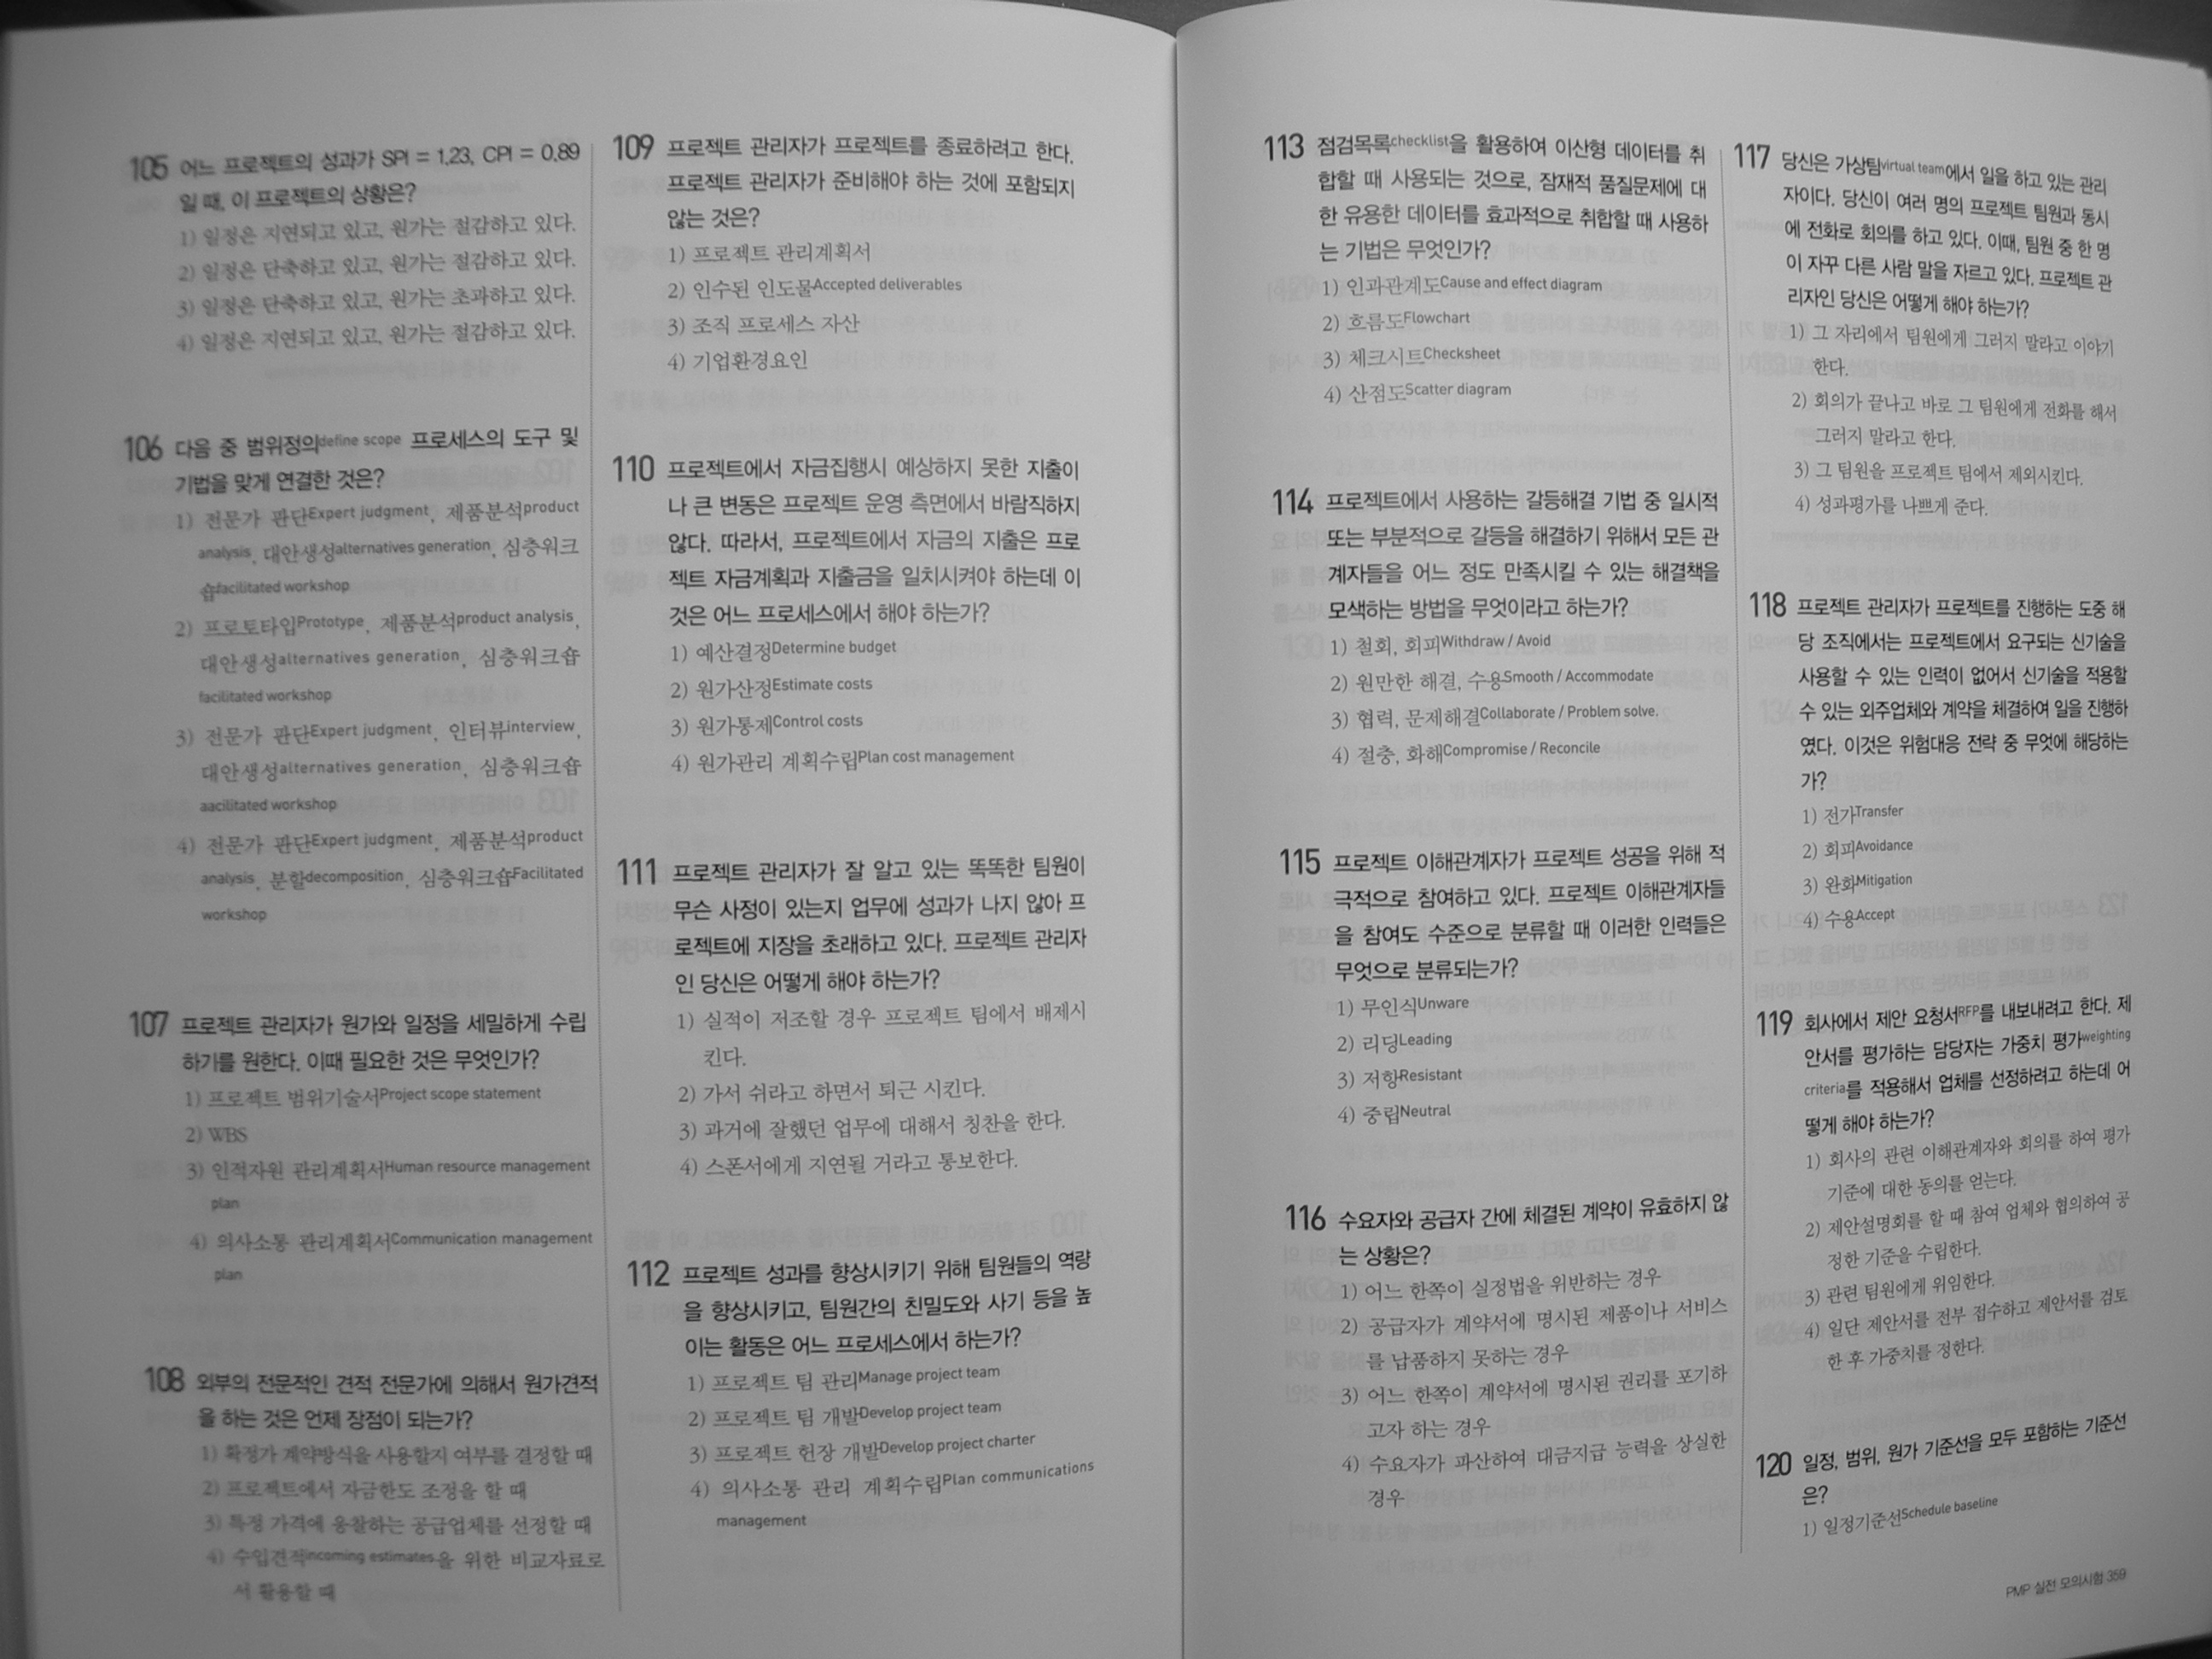 105 어느 프로젝트의 성과가 SPI = 1.23, CPI = 0.89
일 때, 이 프로젝트의 상황은?
1) 일정은 지연되고 있고, 원가는 절감하고 있다.
2) 일정은 단축하고 있고, 원가는 절감하고 있다.
3) 일정은 단축하고 있고, 원가는 초과하고 있다.
4) 일정은 지연되고 있고, 원가는 절감하고 있다.
106 다음 중 범위정의define scope 프로세스의 도구 및
기법을 맞게 연결한 것은?
1) 전문가 판단Expert judgment, 제품분석product
analysis, 대안생성alternatives generation, 심층워크
숍facilitated workshop
2) 프로토타입Prototype, 제품분석product analysis,
대안생성alternatives generation, 심층워크숍
facilitated workshop
3) 전문가 판단Expert judgment, 인터뷰interview,
대안생성alternatives generation, 심층워크숍
aacilitated workshop
4) 전문가 판단Expert judgment, 제품분석product
analysis, 분할decomposition, 심층워크숍Facilitated
workshop
107 프로젝트 관리자가 원가와 일정을 세밀하게 수립
하기를 원한다. 이때 필요한 것은 무엇인가?
1) 프로젝트 범위기술서Project scope statement
2) WBS
3) 인적자원 관리계획서Human resource management
plan
4) 의사소통 관리계획서Communication management
plan
108 외부의 전문적인 견적 전문가에 의해서 원가견적
을 하는 것은 언제 장점이 되는가?
1) 확정가 계약방식을 사용할지 여부를 결정할 때
2) 프로젝트에서 자금한도 조정을 할 때
3) 특정 가격에 응찰하는 공급업체를 선정할 때
4) 수입견적incoming estimates을 위한 비교자료로
서 활용할 때
109 프로젝트 관리자가 프로젝트를 종료하려고 한다.
프로젝트 관리자가 준비해야 하는 것에 포함되지
않는 것은?
1) 프로젝트 관리계획서
2) 인수된 인도물Accepted deliverables
3) 조직 프로세스 자산
4) 기업환경요인
110 프로젝트에서 자금집행시 예상하지 못한 지출이
나 큰 변동은 프로젝트 운영 측면에서 바람직하지
않다. 따라서, 프로젝트에서 자금의 지출은 프로
젝트 자금계획과 지출금을 일치시켜야 하는데 이
것은 어느 프로세스에서 해야 하는가?
1) 예산결정Determine budget
2) 원가산정Estimate costs
3) 원가통제Control costs
4) 원가관리 계획수립Plan cost management
111 프로젝트 관리자가 잘 알고 있는 똑똑한 팀원이
무슨 사정이 있는지 업무에 성과가 나지 않아 프
로젝트에 지장을 초래하고 있다. 프로젝트 관리자
인 당신은 어떻게 해야 하는가?
1) 실적이 저조할 경우 프로젝트 팀에서 배제시
킨다.
2) 가서 쉬라고 하면서 퇴근 시킨다.
3) 과거에 잘했던 업무에 대해서 칭찬을 한다.
4) 스폰서에게 지연될 거라고 통보한다.
112 프로젝트 성과를 향상시키기 위해 팀원들의 역량
을 향상시키고, 팀원간의 친밀도와 사기 등을 높
이는 활동은 어느 프로세스에서 하는가?
1) 프로젝트 팀 관리Manage project team
2) 프로젝트 팀 개발Develop project team
3) 프로젝트 헌장 개발Develop project charter
4) 의사소통 관리 계획수립Plan communications
management
113 점검목록checklist을 활용하여 이산형 데이터를 취
합할 때 사용되는 것으로, 잠재적 품질문제에 대
한 유용한 데이터를 효과적으로 취합할 때 사용하
는 기법은 무엇인가?
1) 인과관계도Cause and effect diagram
2) 흐름도Flowchart
3) 체크시트Checksheet
4) 산점도Scatter diagram
114 프로젝트에서 사용하는 갈등해결 기법 중 일시적
또는 부분적으로 갈등을 해결하기 위해서 모든 관
계자들을 어느 정도 만족시킬 수 있는 해결책을
모색하는 방법을 무엇이라고 하는가?
1) 철회, 회피Withdraw / Avoid
2) 원만한 해결, 수용Smooth / Accommodate
3) 협력, 문제해결Collaborate / Problem solve.
4) 절충, 화해Compromise / Reconcile
115 프로젝트 이해관계자가 프로젝트 성공을 위해 적
극적으로 참여하고 있다. 프로젝트 이해관계자들
을 참여도 수준으로 분류할 때 이러한 인력들은
무엇으로 분류되는가?
1) 무인식Unware
2) 리딩Leading
3) 저항Resistant
4) 중립Neutral
116 수요자와 공급자 간에 체결된 계약이 유효하지 않
는 상황은?
1) 어느 한쪽이 실정법을 위반하는 경우
2) 공급자가 계약서에 명시된 제품이나 서비스
를 납품하지 못하는 경우
3) 어느 한쪽이 계약서에 명시된 권리를 포기하
고자 하는 경우
4) 수요자가 파산하여 대금지급 능력을 상실한
경우
117 당신은 가상팀virtual team에서 일을 하고 있는 관리
자이다. 당신이 여러 명의 프로젝트 팀원과 동시
에 전화로 회의를 하고 있다. 이때, 팀원 중 한 명
이 자꾸 다른 사람 말을 자르고 있다. 프로젝트 관
리자인 당신은 어떻게 해야 하는가?
1) 그 자리에서 팀원에게 그러지 말라고 이야기
한다.
2) 회의가 끝나고 바로 그 팀원에게 전화를 해서
그러지 말라고 한다.
3) 그 팀원을 프로젝트 팀에서 제외시킨다.
4) 성과평가를 나쁘게 준다.
118 프로젝트 관리자가 프로젝트를 진행하는 도중 해
당 조직에서는 프로젝트에서 요구되는 신기술을
사용할 수 있는 인력이 없어서 신기술을 적용할
수 있는 외주업체와 계약을 체결하여 일을 진행하
였다. 이것은 위험대응 전략 중 무엇에 해당하는
가?
1) 전가Transfer
2) 회피Avoidance
3) 완화Mitigation
4) 수용Accept
119 회사에서 제안 요청서RFP를 내보내려고 한다. 제
안서를 평가하는 담당자는 가중치 평가weighting
criteria를 적용해서 업체를 선정하려고 하는데 어
떻게 해야 하는가?
1) 회사의 관련 이해관계자와 회의를 하여 평가
기준에 대한 동의를 얻는다.
2) 제안설명회를 할 때 참여 업체와 협의하여 공
정한 기준을 수립한다.
3) 관련 팀원에게 위임한다.
4) 일단 제안서를 전부 접수하고 제안서를 검토
한 후 가중치를 정한다.
120 일정, 범위, 원가 기준선을 모두 포함하는 기준선
은?
1) 일정기준선Schedule baseline
PMP 실전 모의시험 359